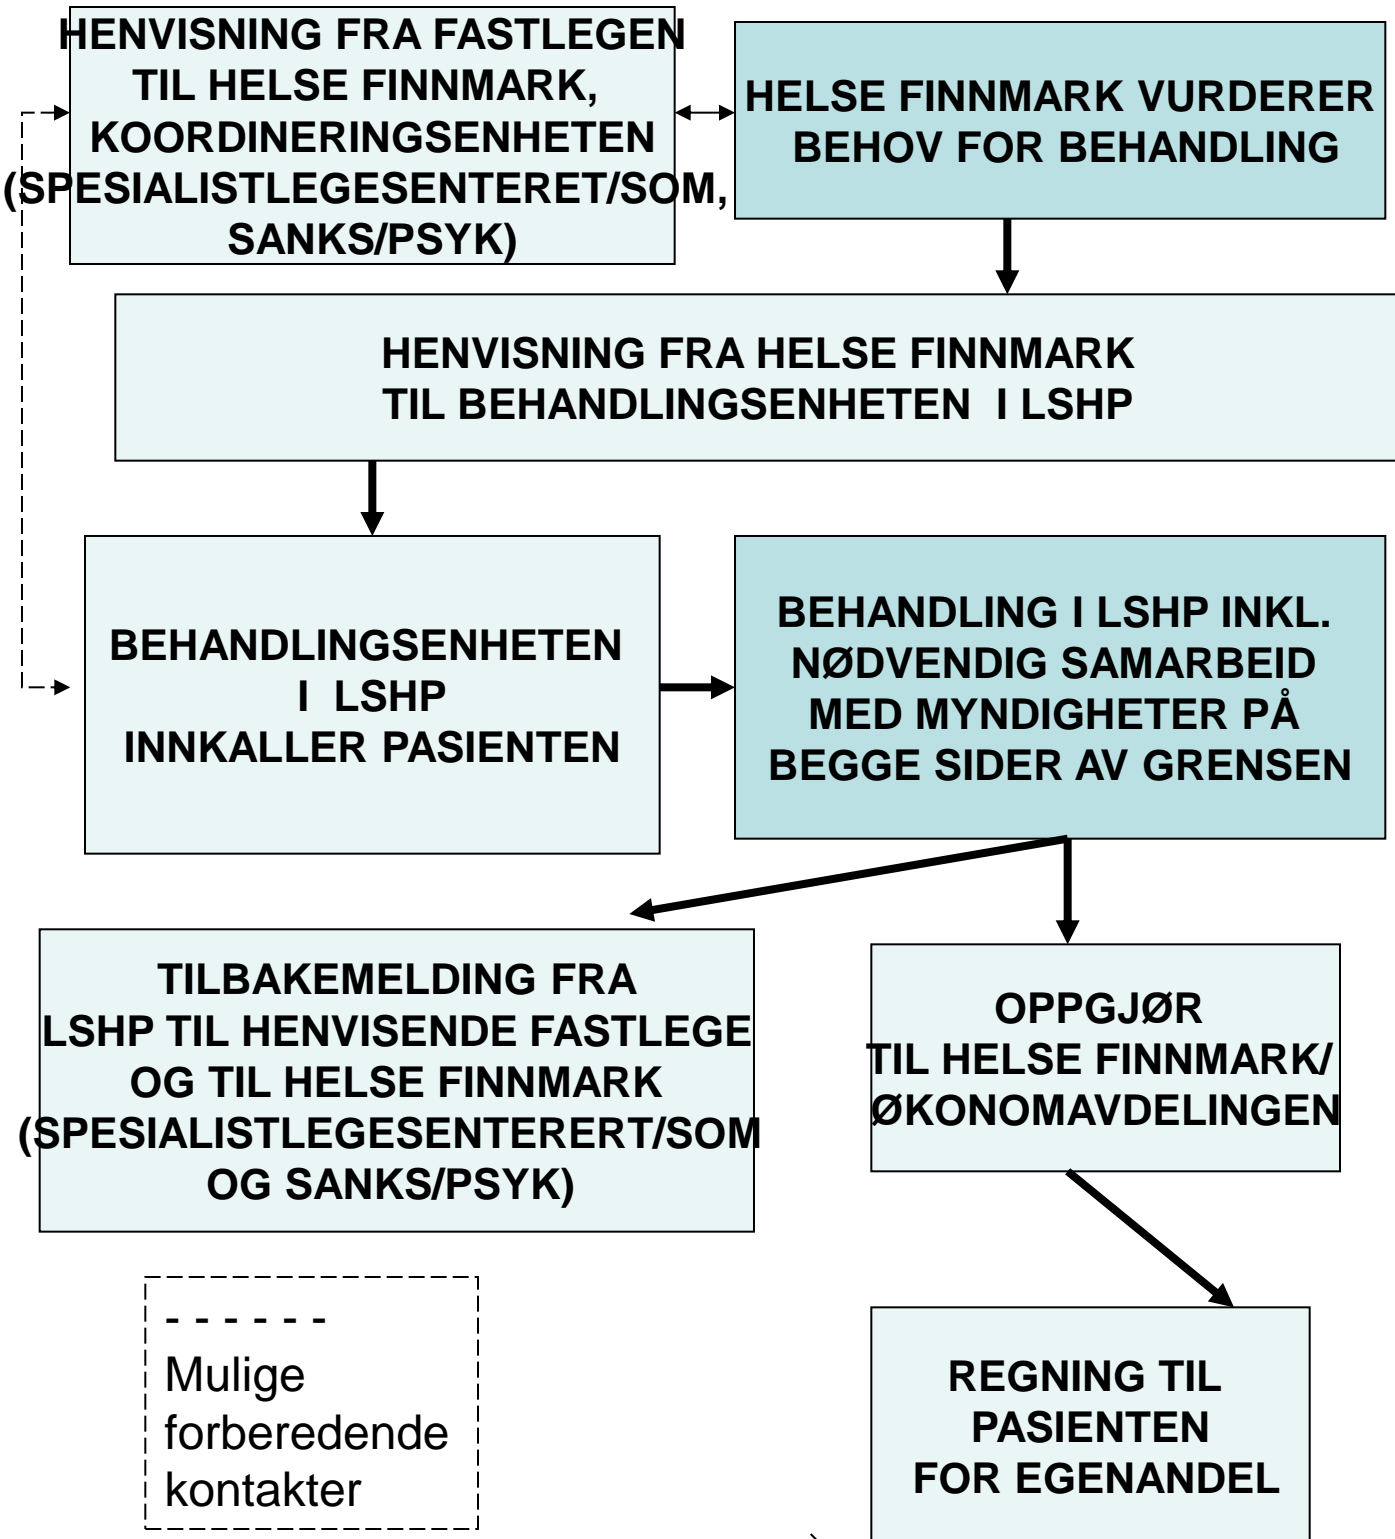 HENVISNING FRA FASTLEGEN
TIL HELSE FINNMARK,
KOORDINERINGSENHETEN
(SPESIALISTLEGESENTERET/SOM,
SANKS/PSYK)
HELSE FINNMARK VURDERER
BEHOV FOR BEHANDLING
HENVISNING FRA HELSE FINNMARK
TIL BEHANDLINGSENHETEN I LSHP
BEHANDLINGSENHETEN
I LSHP
INNKALLER PASIENTEN
BEHANDLING I LSHP INKL.
NØDVENDIG SAMARBEID
MED MYNDIGHETER PÅ
BEGGE SIDER AV GRENSEN
TILBAKEMELDING FRA
LSHP TIL HENVISENDE FASTLEGE
OG TIL HELSE FINNMARK
(SPESIALISTLEGESENTERERT/SOM
OG SANKS/PSYK)
OPPGJØR
TIL HELSE FINNMARK/
ØKONOMAVDELINGEN
- - - - - -
Mulige
forberedende
kontakter
REGNING TIL
PASIENTEN
FOR EGENANDEL